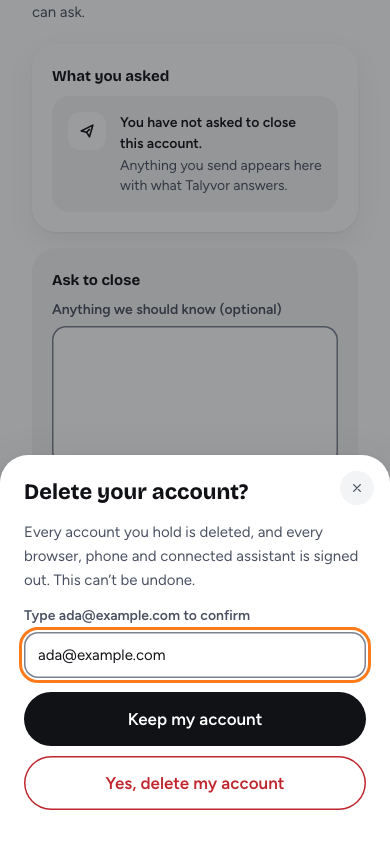 can ask.
What you asked
You have not asked to close
this account.
Anything you send appears here
with what Talyvor answers.
Ask to close
Anything we should know (optional)
Delete your account?
Every account you hold is deleted, and every
browser, phone and connected assistant is signed
out. This can’t be undone.
Type ada@example.com to confirm
ada@example.com
Keep my account
Yes, delete my account